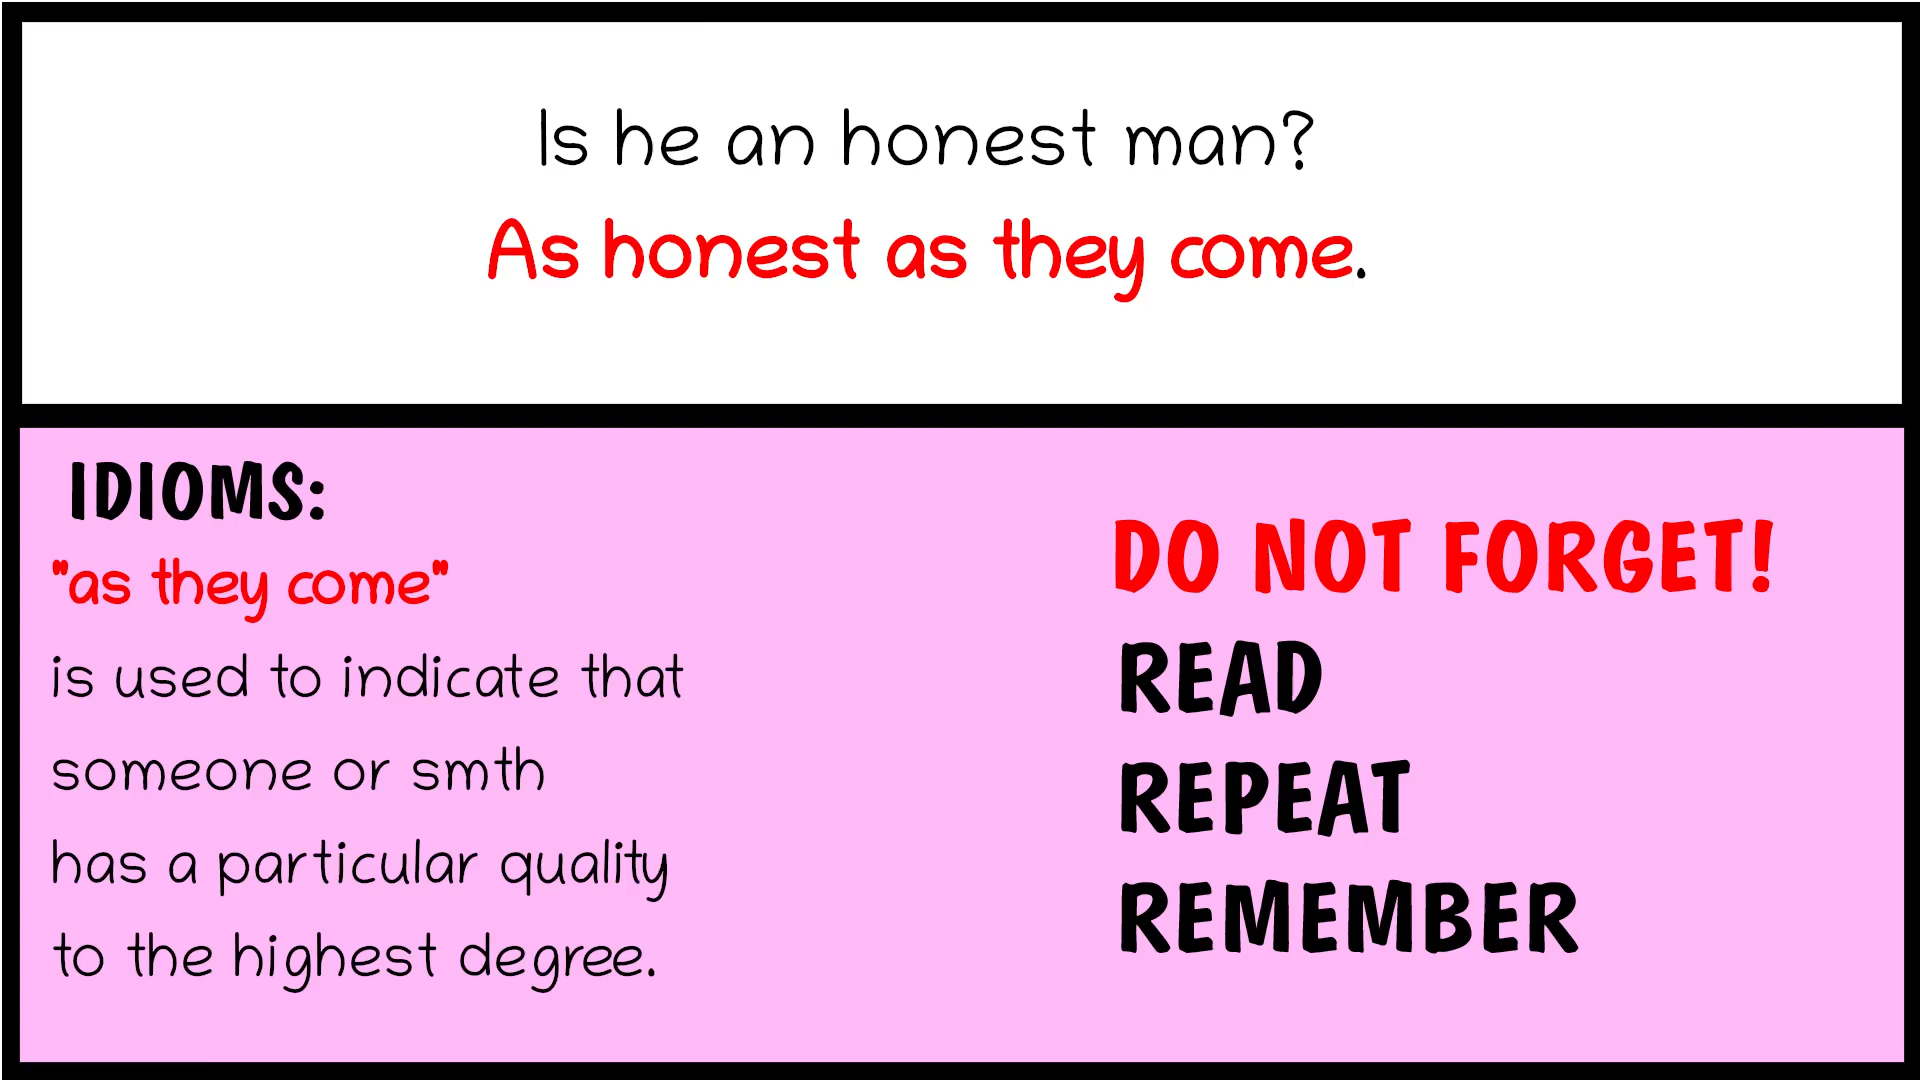 Is he an honest man?
As honest as they come.
IDIOMS:
"as they come"
is used to indicate that
someone or smth
has a particular quality
to the highest degree.
DO NOT FORGET!
READ
REPEAT
REMEMBER